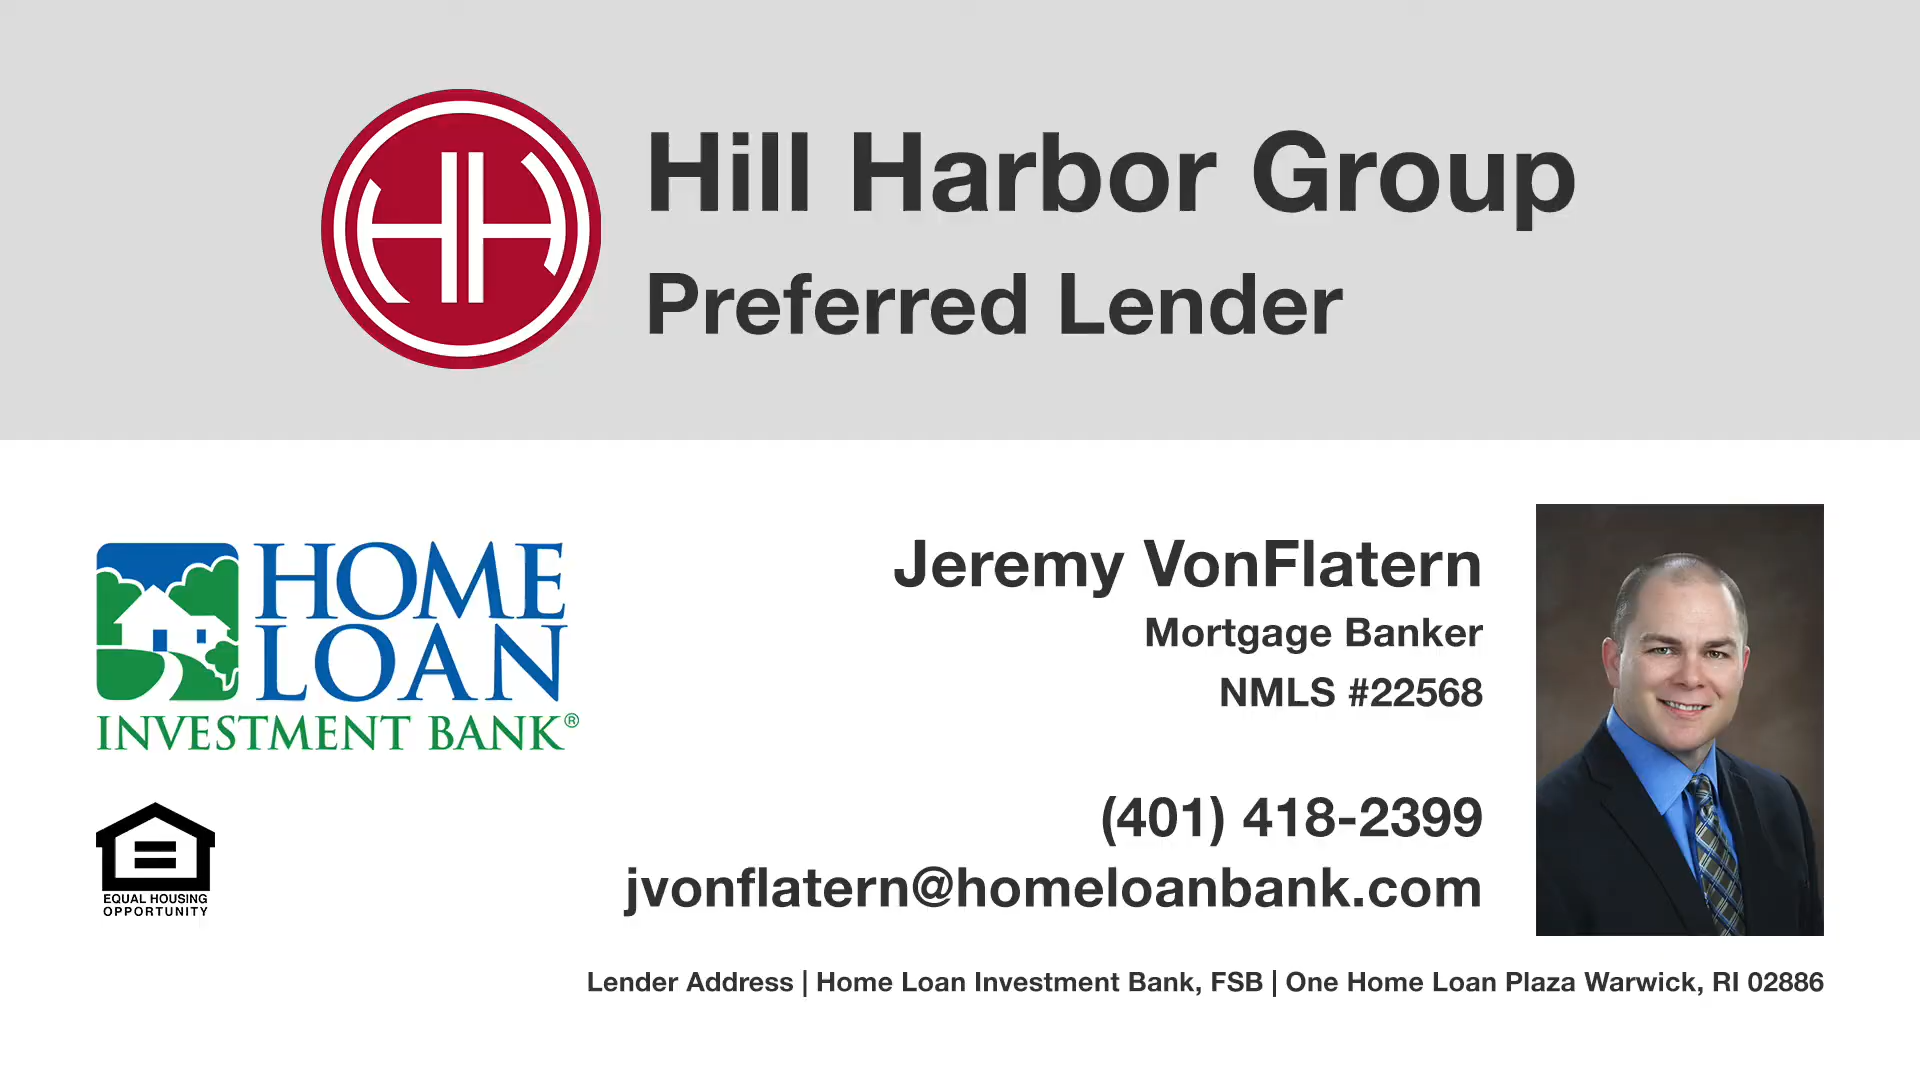 Hill Harbor Group
Preferred Lender
HOME
LOAN
INVESTMENT BANK®
EQUAL HOUSING
OPPORTUNITY
Jeremy VonFlatern
Mortgage Banker
NMLS #22568
(401) 418-2399
jvonflatern@homeloanbank.com
Lender Address | Home Loan Investment Bank, FSB | One Home Loan Plaza Warwick, RI 02886